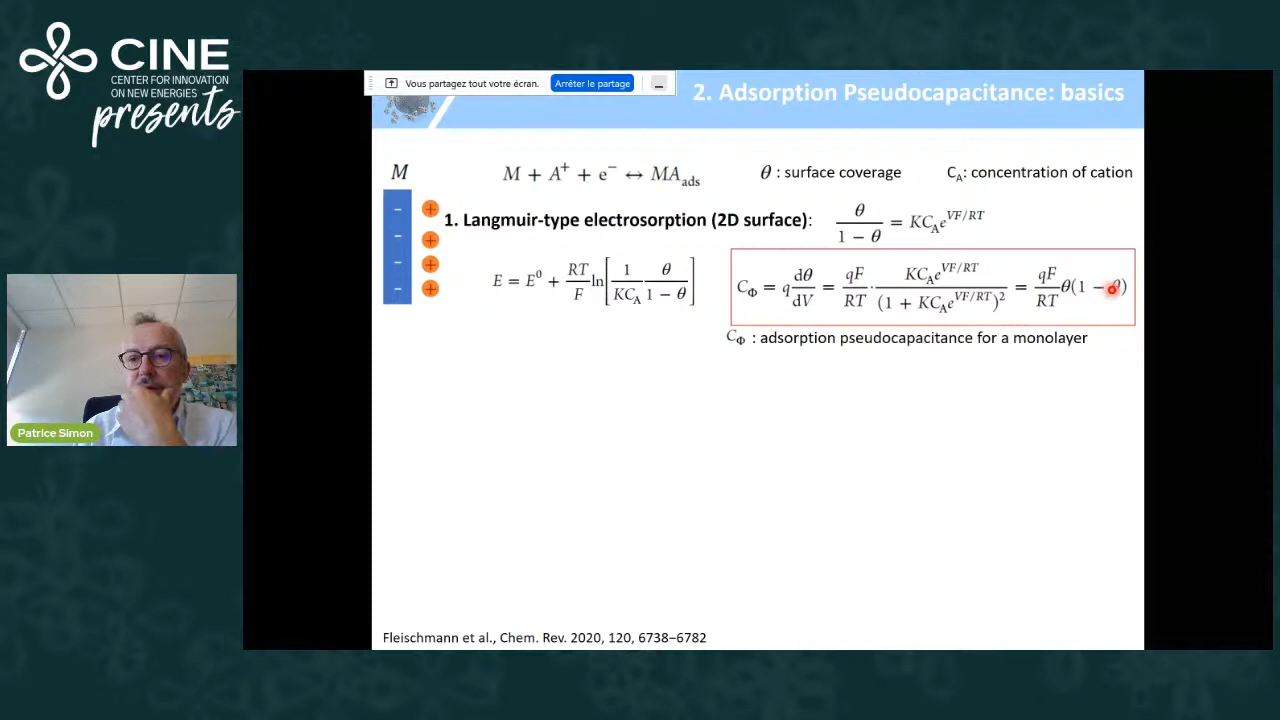 CINE
CENTER FOR INNOVATION
ON NEW ENERGIES
presents
Vous partagez tout votre écran. Arrêter le partage
2. Adsorption Pseudocapacitance: basics
M
M + A⁺ + e⁻ ↔ MA_ads
θ : surface coverage
C_A: concentration of cation
1. Langmuir-type electrosorption (2D surface):
θ/(1 − θ) = KC_A e^(VF/RT)
E = E⁰ + RT/F ln[1/(KC_A) θ/(1 − θ)]
C_Φ = q dθ/dV = qF/RT · KC_A e^(VF/RT)/(1 + KC_A e^(VF/RT))² = qF/RT θ(1 − θ)
C_Φ : adsorption pseudocapacitance for a monolayer
Patrice Simon
Fleischmann et al., Chem. Rev. 2020, 120, 6738–6782